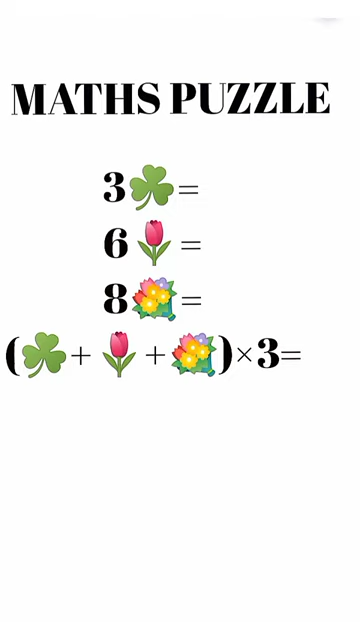 MATHS PUZZLE
3☘️=
6🌷=
8💐=
(☘️+🌷+💐)×3=